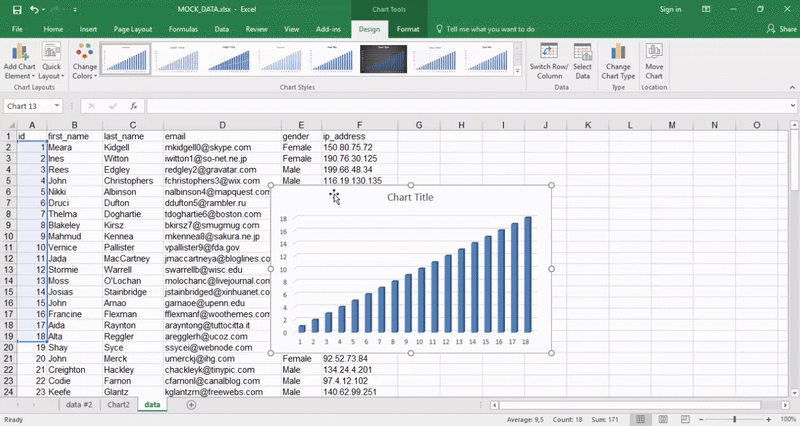 MOCK_DATA.xlsx - Excel
Chart Tools
Sign in
File Home Insert Page Layout Formulas Data Review View Add-ins Design Format Tell me what you want to do Share
Add Chart Element Quick Layout Change Colors Switch Row/ Column Select Data Change Chart Type Move Chart
Chart Layouts Chart Styles Data Type Location
Chart 13 fx
A B C D E F G H I J K L M N O
1 id first_name last_name email gender ip_address
2 1 Meara Kidgell mkidgell0@skype.com Female 150.80.75.72
3 2 Ines Witton iwitton1@so-net.ne.jp Female 190.76.30.125
4 3 Rees Edgley redgley2@gravatar.com Male 199.66.48.34
5 4 John Christophers jchristophers3@wix.com Male 116.19.130.135
6 5 Nikki Albinson nalbinson4@mapquest.com
7 6 Druci Dufton ddufton5@rambler.ru
8 7 Thelma Doghartie tdoghartie6@boston.com
9 8 Blakeley Kirsz bkirsz7@smugmug.com
10 9 Mahmud Kennea mkennea8@sakura.ne.jp
11 10 Vernice Pallister vpallister9@fda.gov
12 11 Jada MacCartney jmaccartneya@bloglines.com
13 12 Stormie Warrell swarrellb@wisc.edu
14 13 Moss O'Lochan molochanc@livejournal.com
15 14 Josias Stainbridge jstainbridged@xinhuanet.com
16 15 John Arnao garnaoe@upenn.edu
17 16 Francine Flexman fflexmanf@woothemes.com
18 17 Aida Raynton arayntong@tuttocitta.it
19 18 Alta Reggler aregglerh@ucoz.com
20 19 Shay Syce ssycei@webnode.com
21 20 John Merck umerckj@ihg.com Female 92.52.73.84
22 21 Creighton Hackley chackleyk@tinypic.com Male 134.24.4.201
23 22 Codie Farnon cfarnonl@canalblog.com Male 97.4.12.102
24 23 Keefe Glantz kglantzm@freewebs.com Male 140.62.99.251
Chart Title
18
16
14
12
10
8
6
4
2
0
1 2 3 4 5 6 7 8 9 10 11 12 13 14 15 16 17 18
data #2 Chart2 data
Ready Average: 9,5 Count: 18 Sum: 171 100%